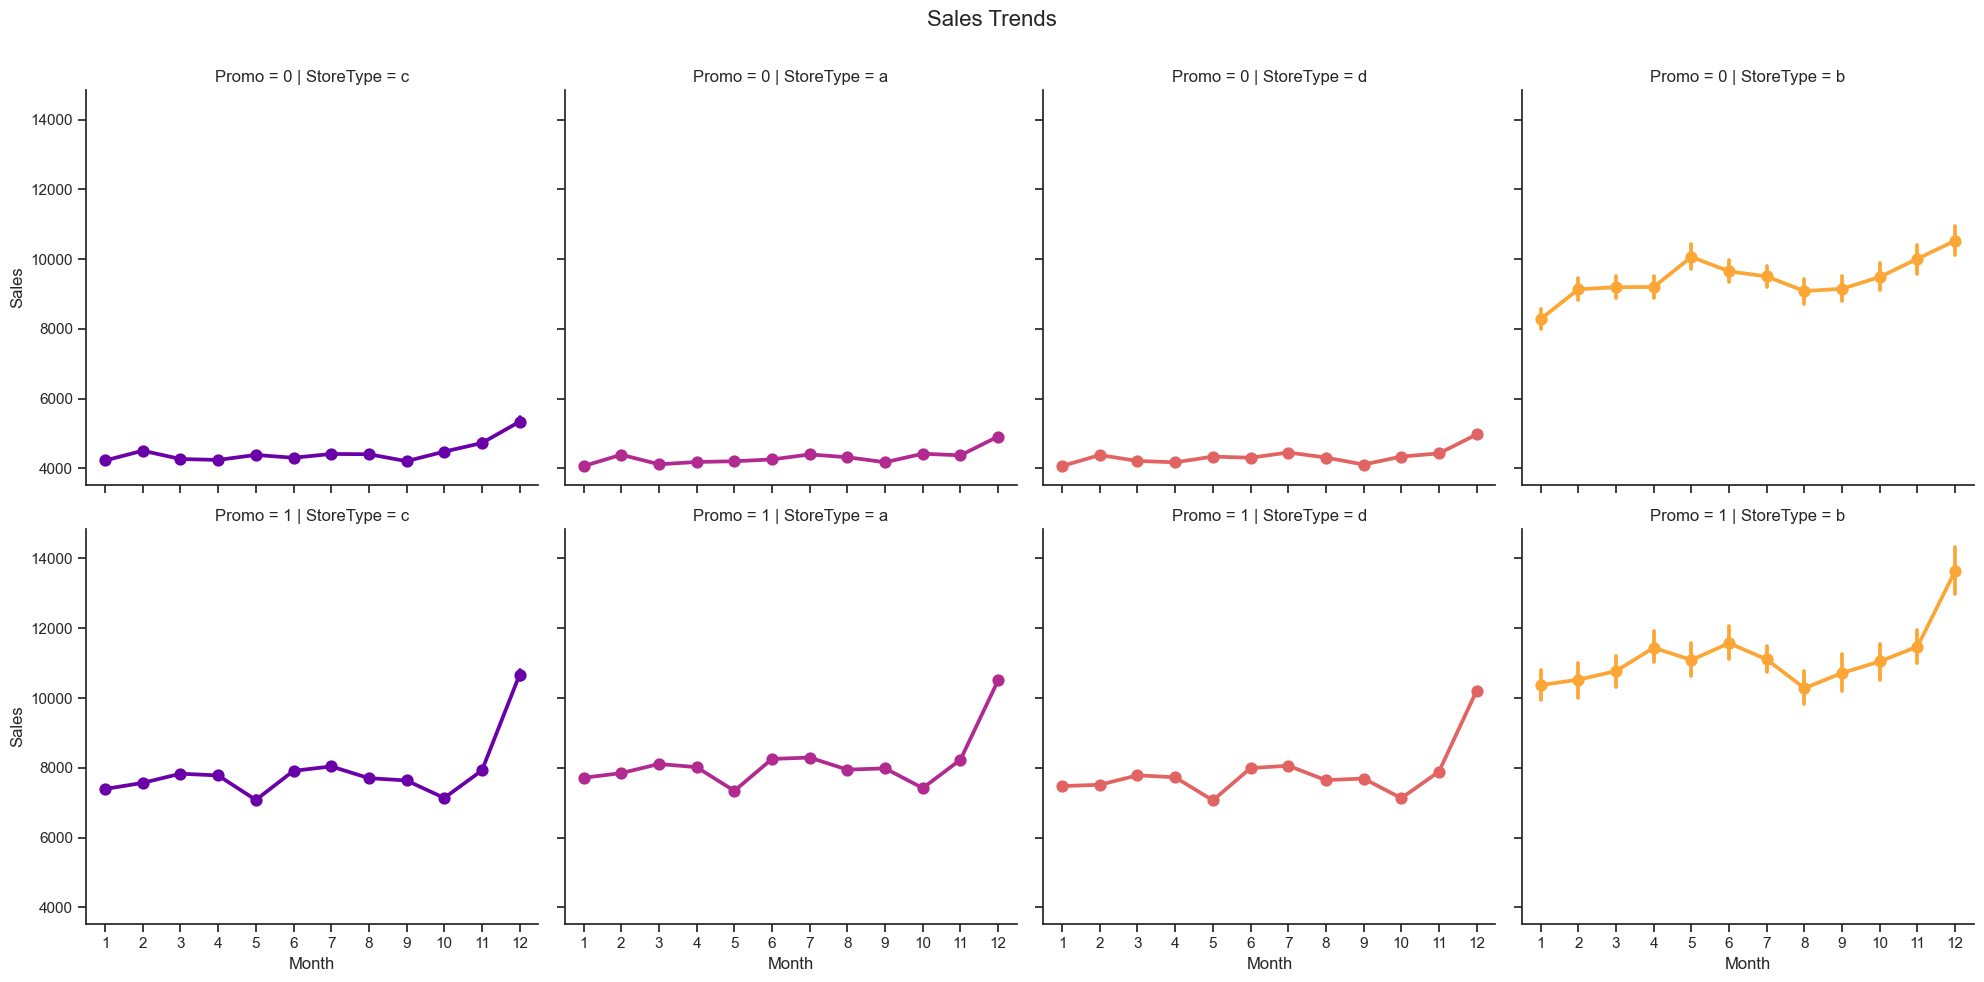 Sales Trends
Promo = 0 | StoreType = c
Promo = 0 | StoreType = a
Promo = 0 | StoreType = d
Promo = 0 | StoreType = b
14000
12000
10000
8000
6000
4000
Sales
Promo = 1 | StoreType = c
Promo = 1 | StoreType = a
Promo = 1 | StoreType = d
Promo = 1 | StoreType = b
14000
12000
10000
8000
6000
4000
Sales
1 2 3 4 5 6 7 8 9 10 11 12
1 2 3 4 5 6 7 8 9 10 11 12
1 2 3 4 5 6 7 8 9 10 11 12
1 2 3 4 5 6 7 8 9 10 11 12
Month
Month
Month
Month